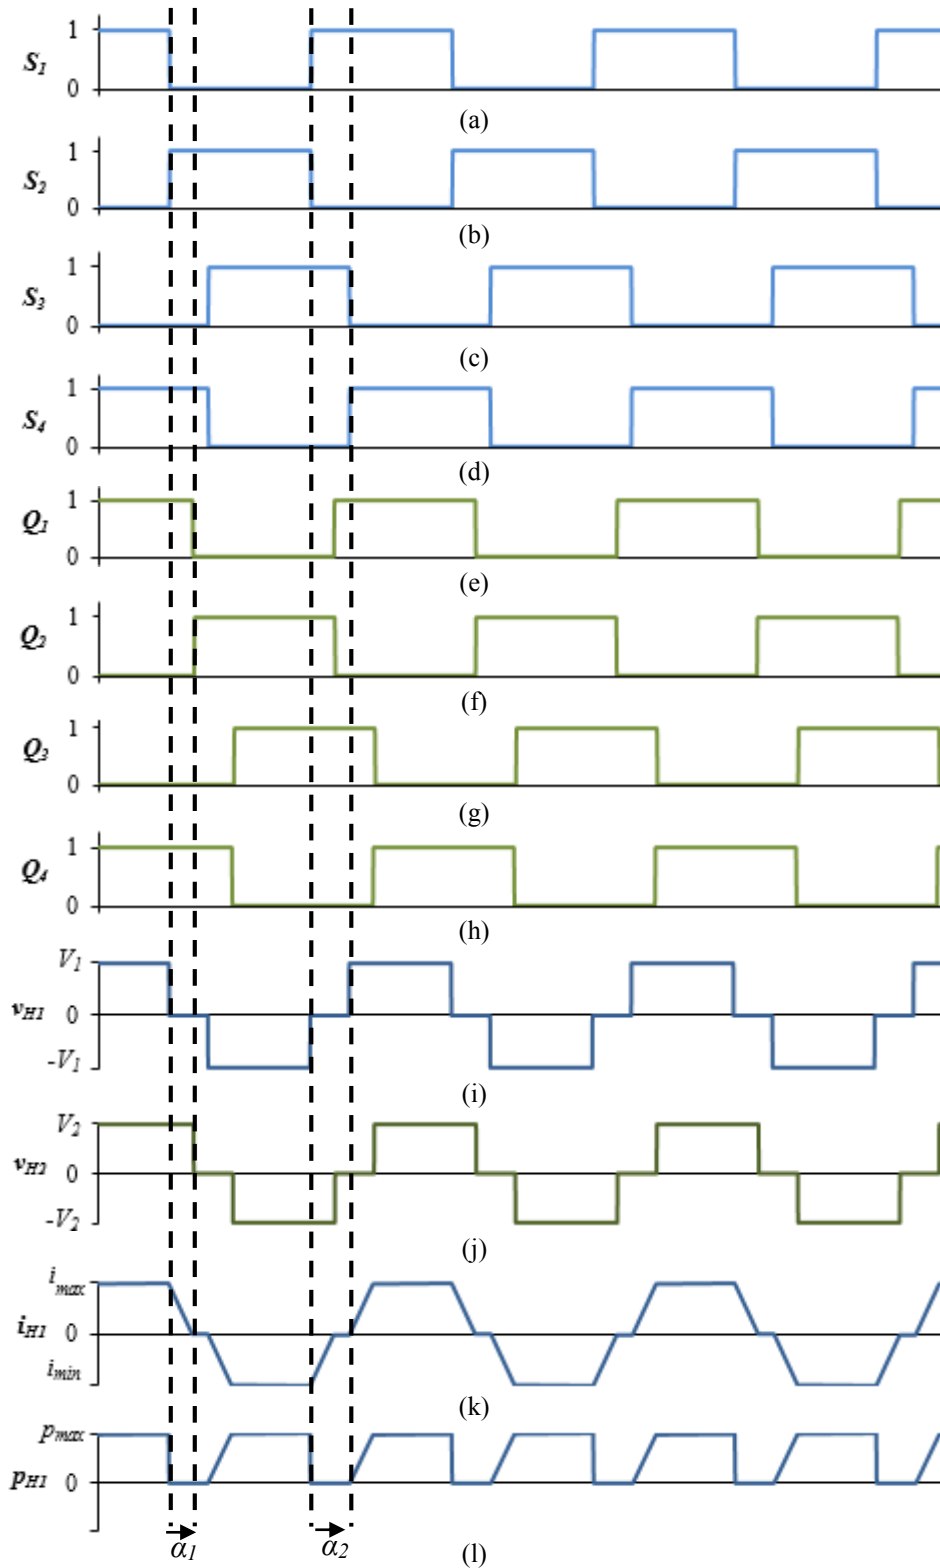 1
S1
0
(a)
1
S2
0
(b)
1
S3
0
(c)
1
S4
0
(d)
1
Q1
0
(e)
1
Q2
0
(f)
1
Q3
0
(g)
1
Q4
0
(h)
V1
vH1 0
-V1
(i)
V2
vH2 0
-V2
(j)
imax
iH1 0
imin
(k)
pmax
pH1 0
α1 α2
(l)